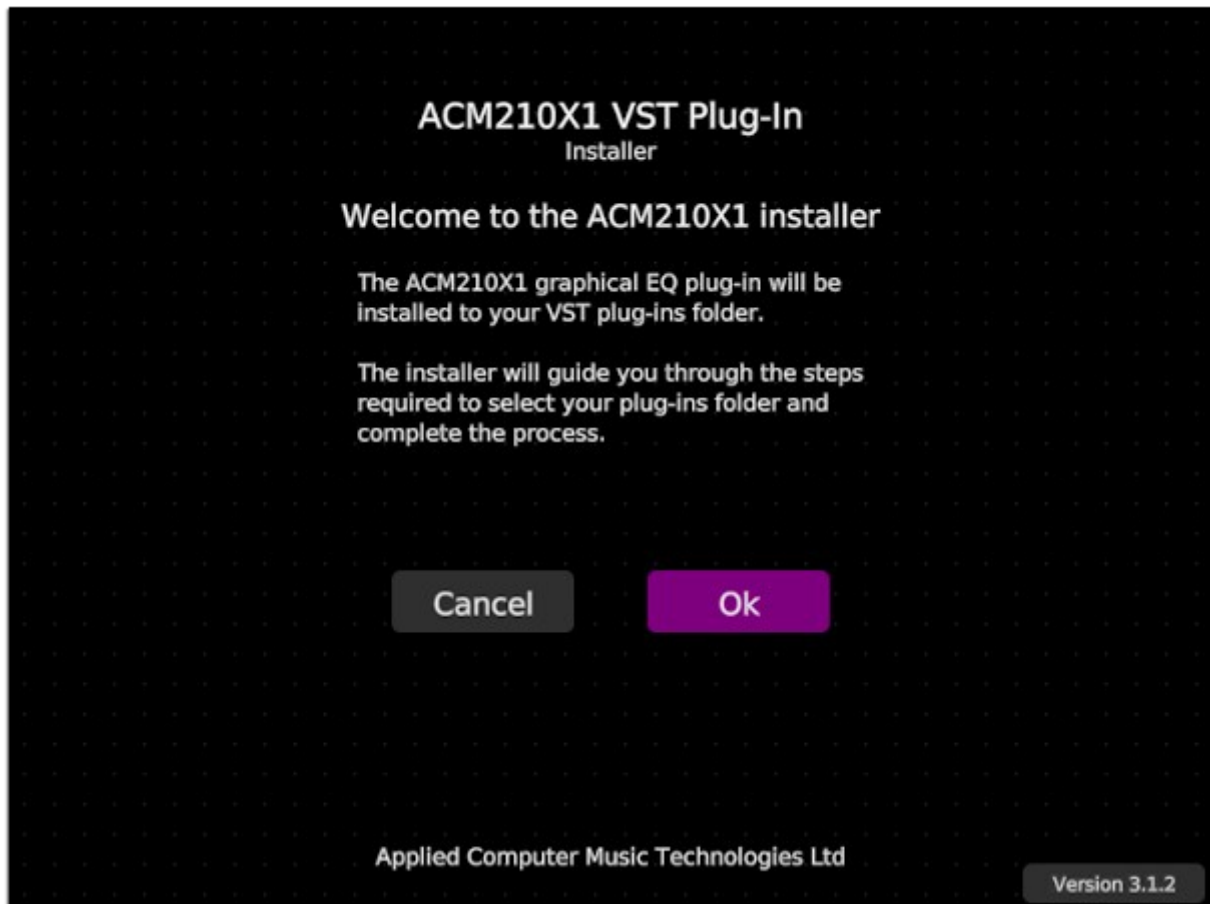 ACM210X1 VST Plug-In
Installer
Welcome to the ACM210X1 installer
The ACM210X1 graphical EQ plug-in will be
installed to your VST plug-ins folder.
The installer will guide you through the steps
required to select your plug-ins folder and
complete the process.
Cancel
Ok
Applied Computer Music Technologies Ltd
Version 3.1.2